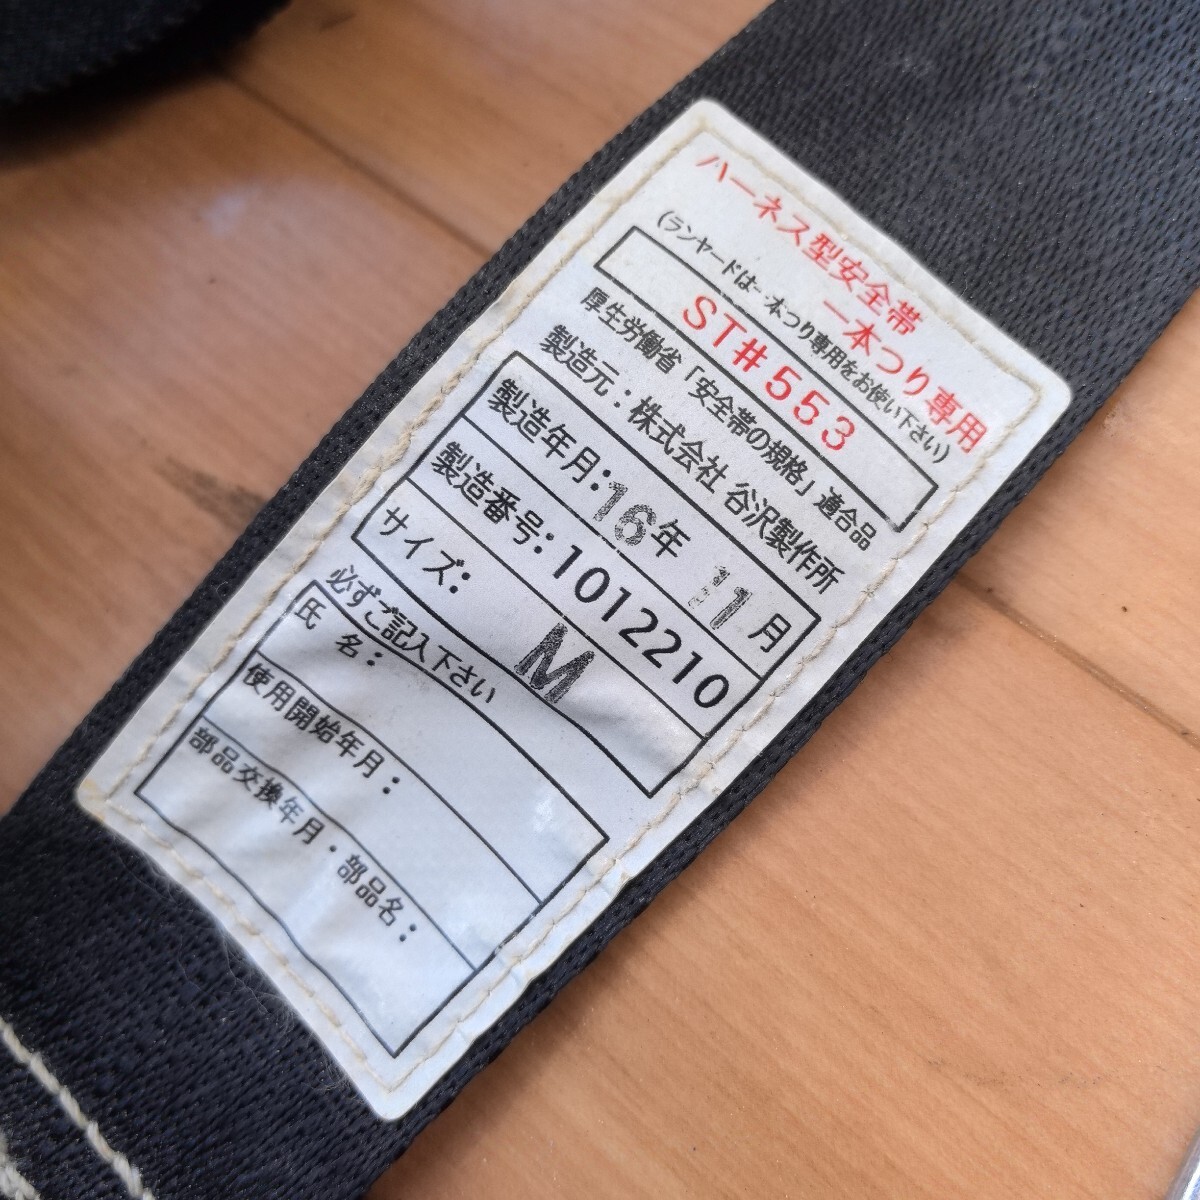 ハーネス型安全帯
一本つり専用
(ランヤードは一本つり専用をお使い下さい)
ST#553
厚生労働省「安全帯の規格」適合品
製造元：株式会社 谷沢製作所
製造年月：16年 11月
製造番号：1012210
サイズ： M
必ずご記入下さい
氏 名：
使用開始年月：
部品交換年月・部品名：